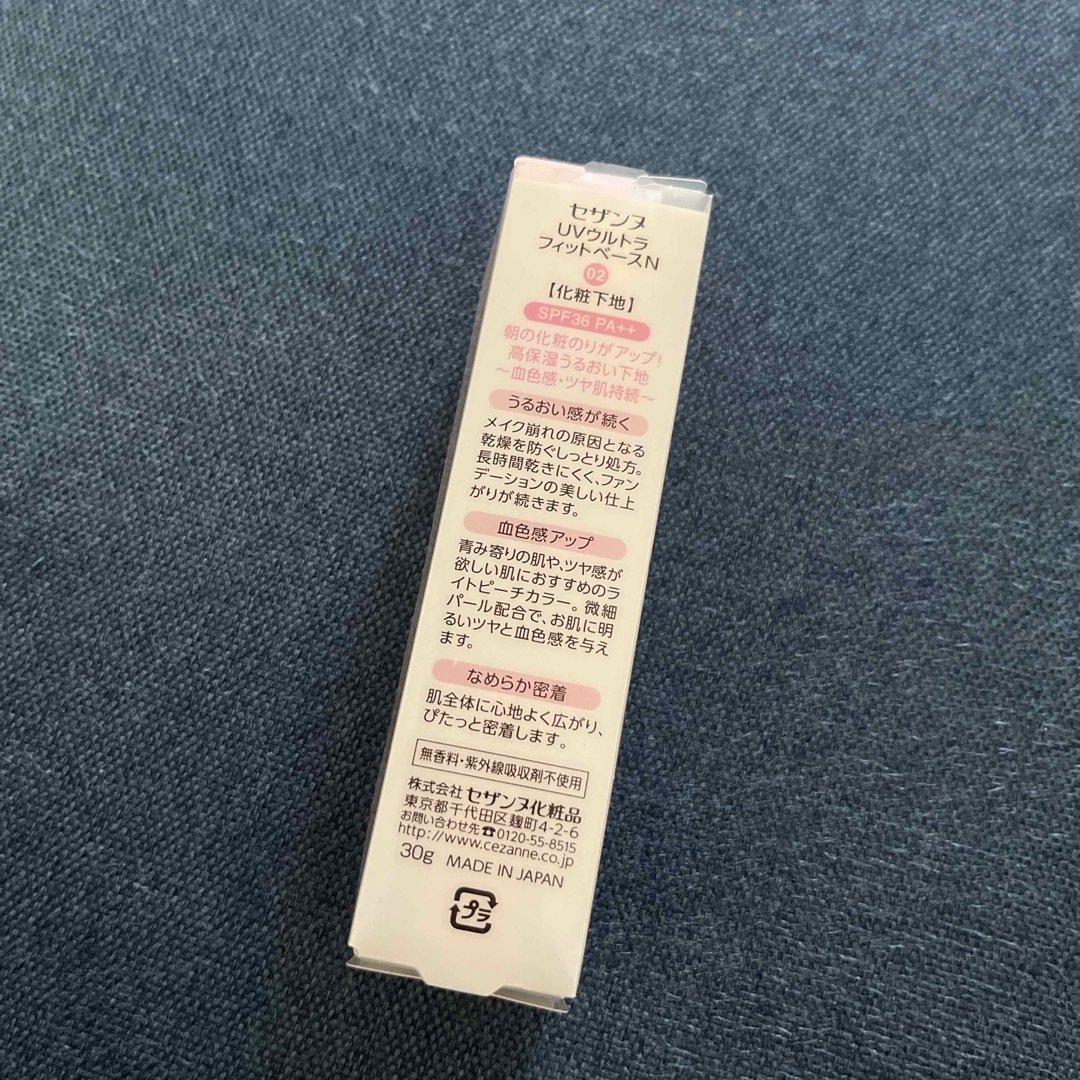 セザンヌ
UVウルトラ
フィットベースN
02
【化粧下地】
SPF36 PA++
朝の化粧のりがアップ!
高保湿うるおい下地
～血色感・ツヤ肌持続～
うるおい感が続く
メイク崩れの原因となる
乾燥を防ぐしっとり処方。
長時間乾きにくく、ファン
デーションの美しい仕上
がりが続きます。
血色感アップ
青み寄りの肌や、ツヤ感が
欲しい肌におすすめのラ
イトピーチカラー。微細
パール配合で、お肌に明
るいツヤと血色感を与え
ます。
なめらか密着
肌全体に心地よく広がり、
ぴたっと密着します。
無香料・紫外線吸収剤不使用
株式会社 セザンヌ化粧品
東京都千代田区麹町4-2-6
お問い合わせ先☎0120-55-8515
http://www.cezanne.co.jp
30g MADE IN JAPAN
プラ